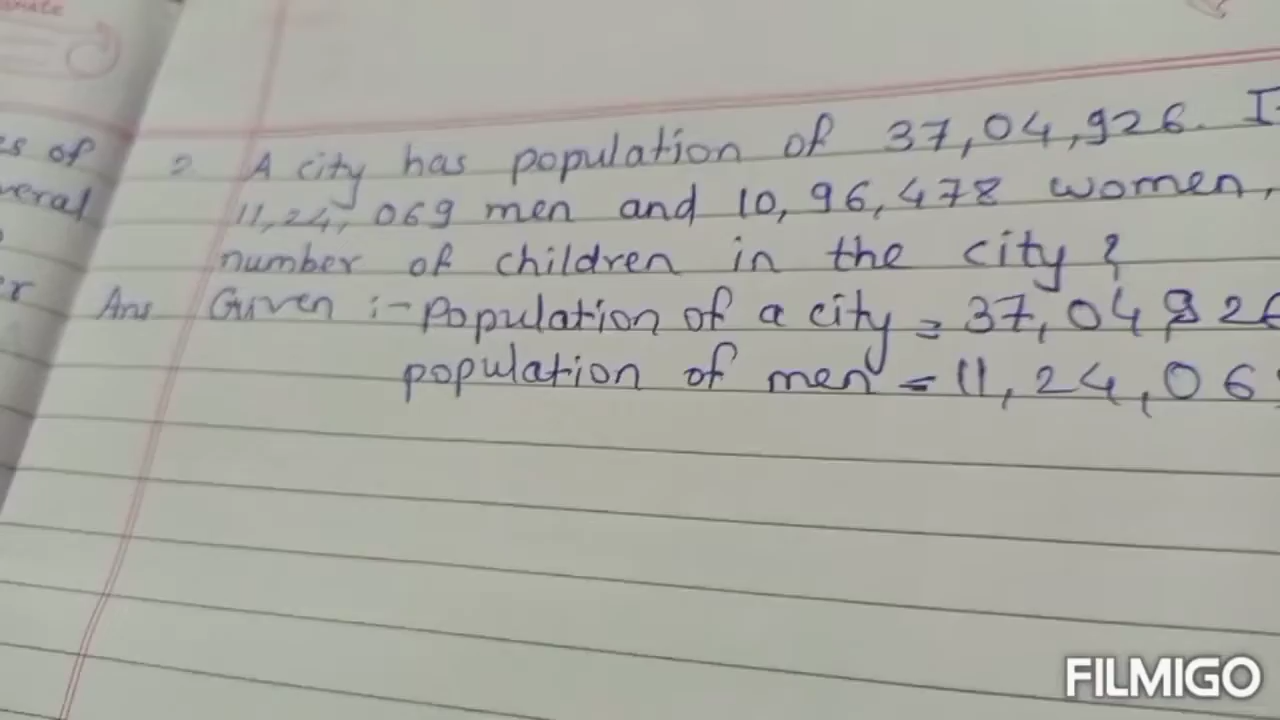 es of
veral
er
2 A city has population of 37,04,926. I
11,24,069 men and 10,96,478 women,
number of children in the city ?
Ans Given :- Population of a city = 37,04,926
population of men = 11,24,069
FILMIGO